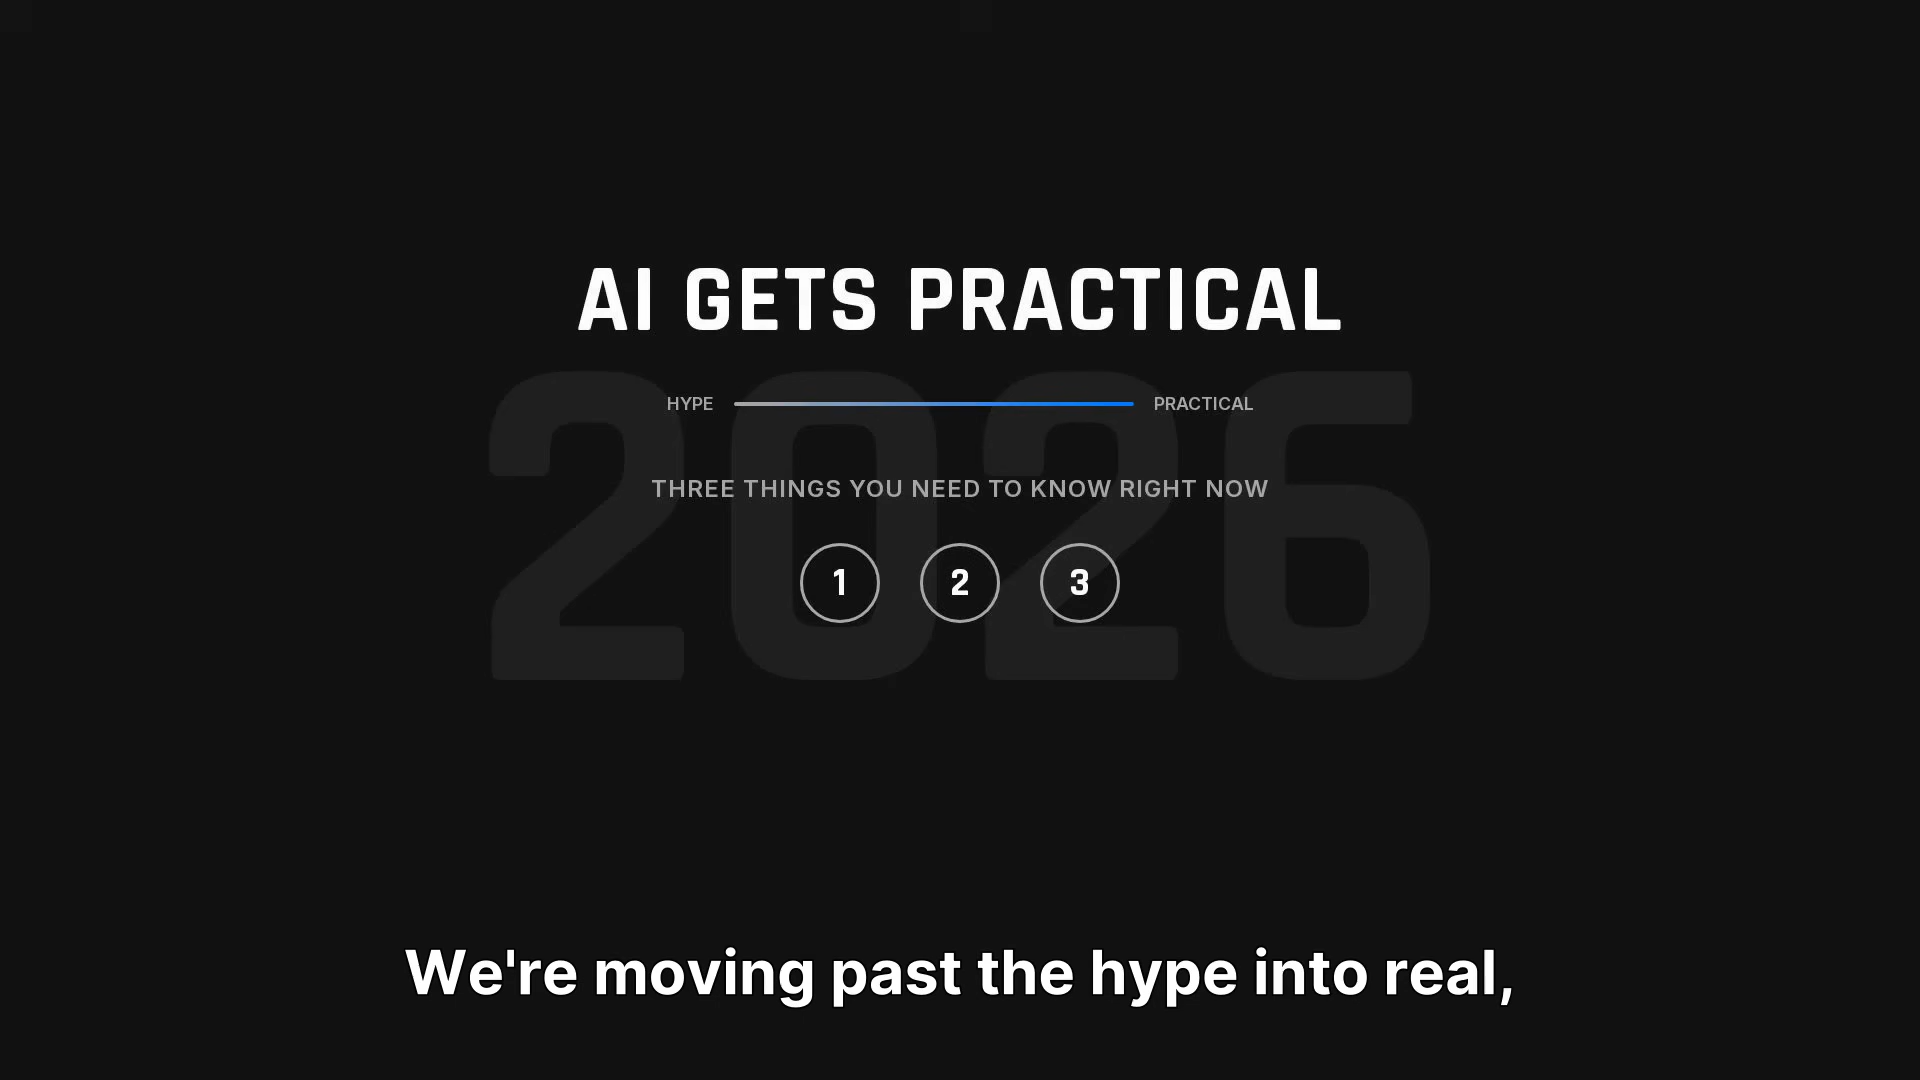 AI GETS PRACTICAL
2026
HYPE PRACTICAL
THREE THINGS YOU NEED TO KNOW RIGHT NOW
1 2 3
We're moving past the hype into real,